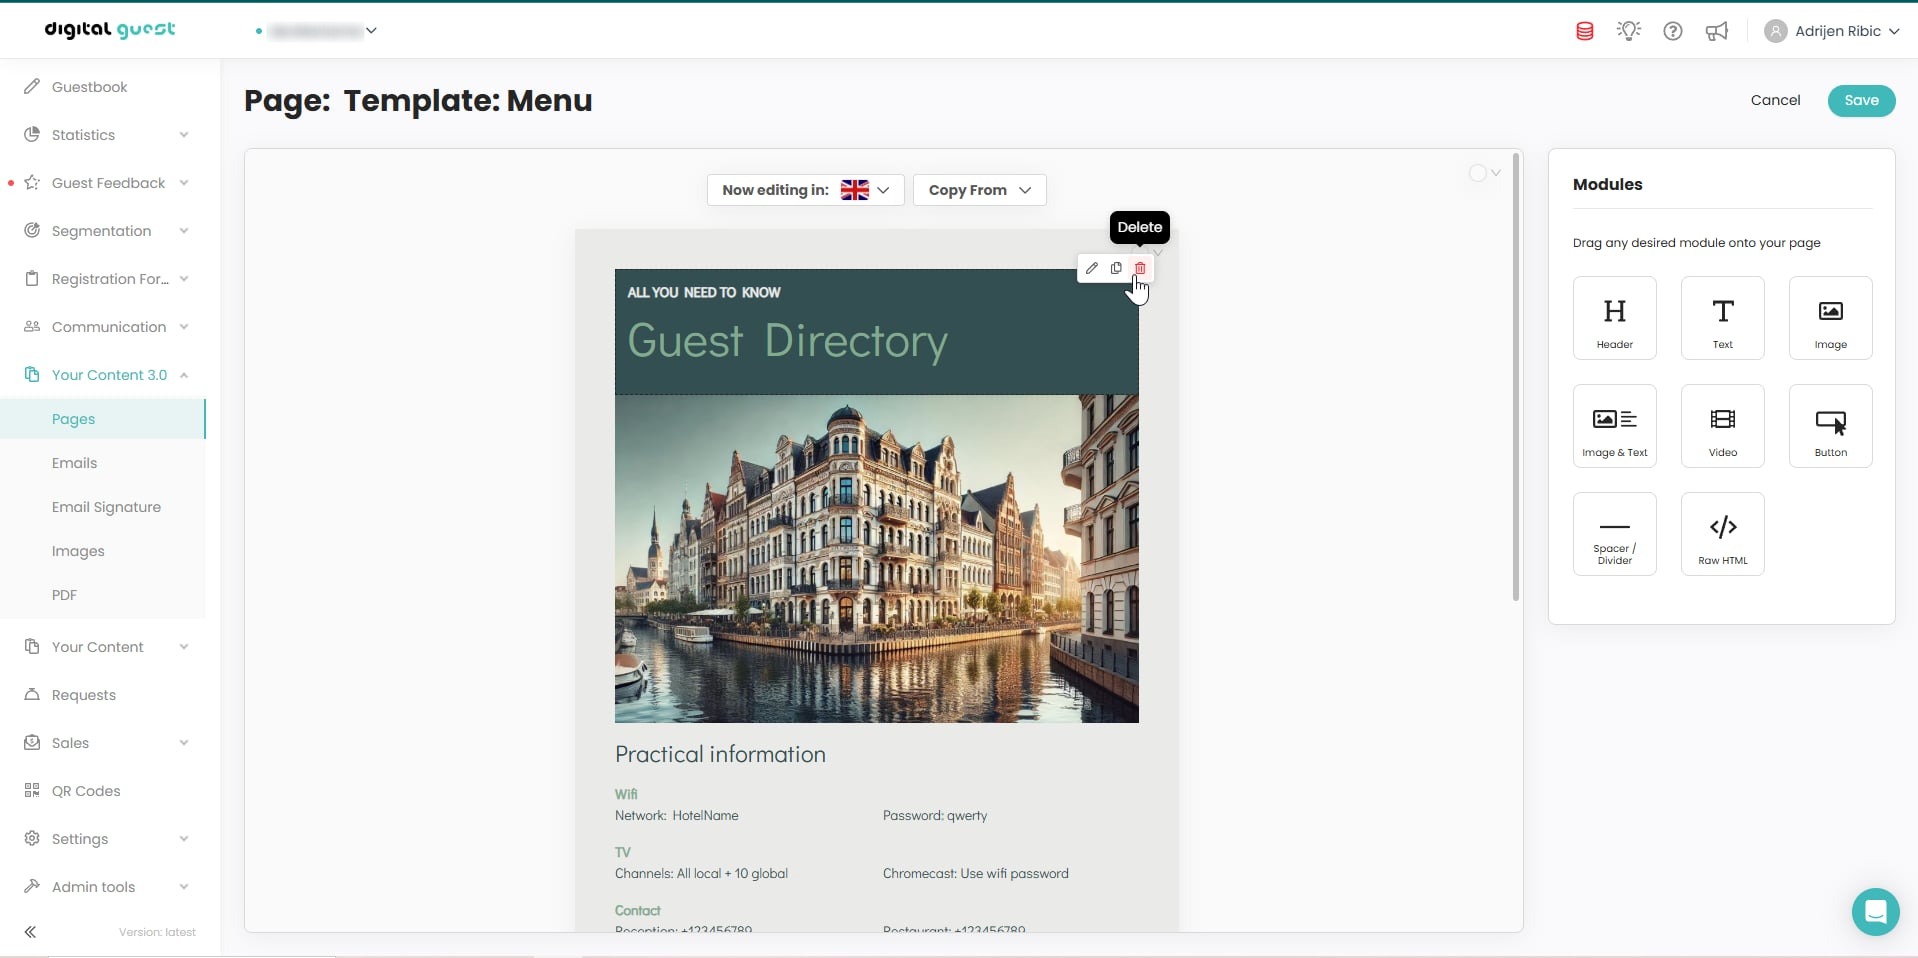 digital guest
Adrijen Ribic
Guestbook
Statistics
Guest Feedback
Segmentation
Registration For...
Communication
Your Content 3.0
Pages
Emails
Email Signature
Images
PDF
Your Content
Requests
Sales
QR Codes
Settings
Admin tools
Version: latest
Page: Template: Menu
Cancel
Save
Now editing in:
Copy From
Delete
ALL YOU NEED TO KNOW
Guest Directory
Practical information
Wifi
Network: HotelName
Password: qwerty
TV
Channels: All local + 10 global
Chromecast: Use wifi password
Contact
Reception: +123456789
Restaurant: +123456789
Modules
Drag any desired module onto your page
H
Header
T
Text
Image
Image & Text
Video
Button
Spacer /
Divider
</>
Raw HTML